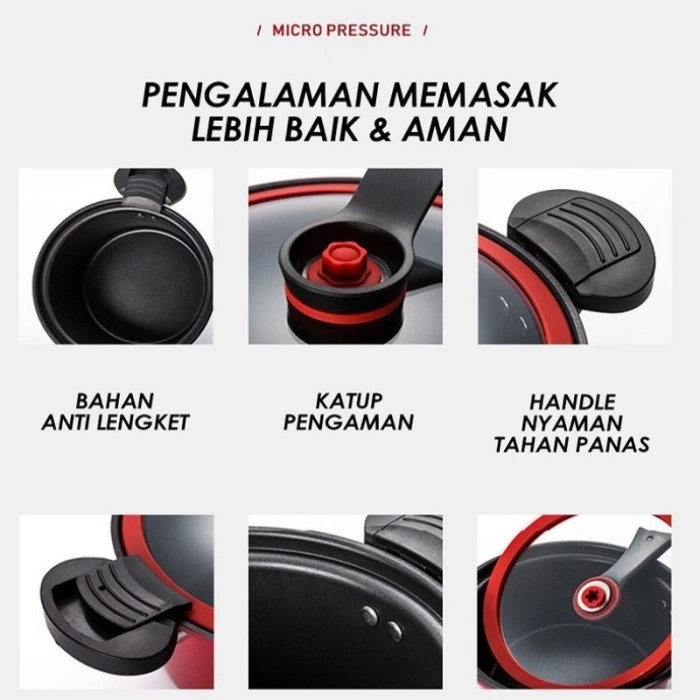 / MICRO PRESSURE /
PENGALAMAN MEMASAK
LEBIH BAIK & AMAN
BAHAN
ANTI LENGKET
KATUP
PENGAMAN
HANDLE
NYAMAN
TAHAN PANAS